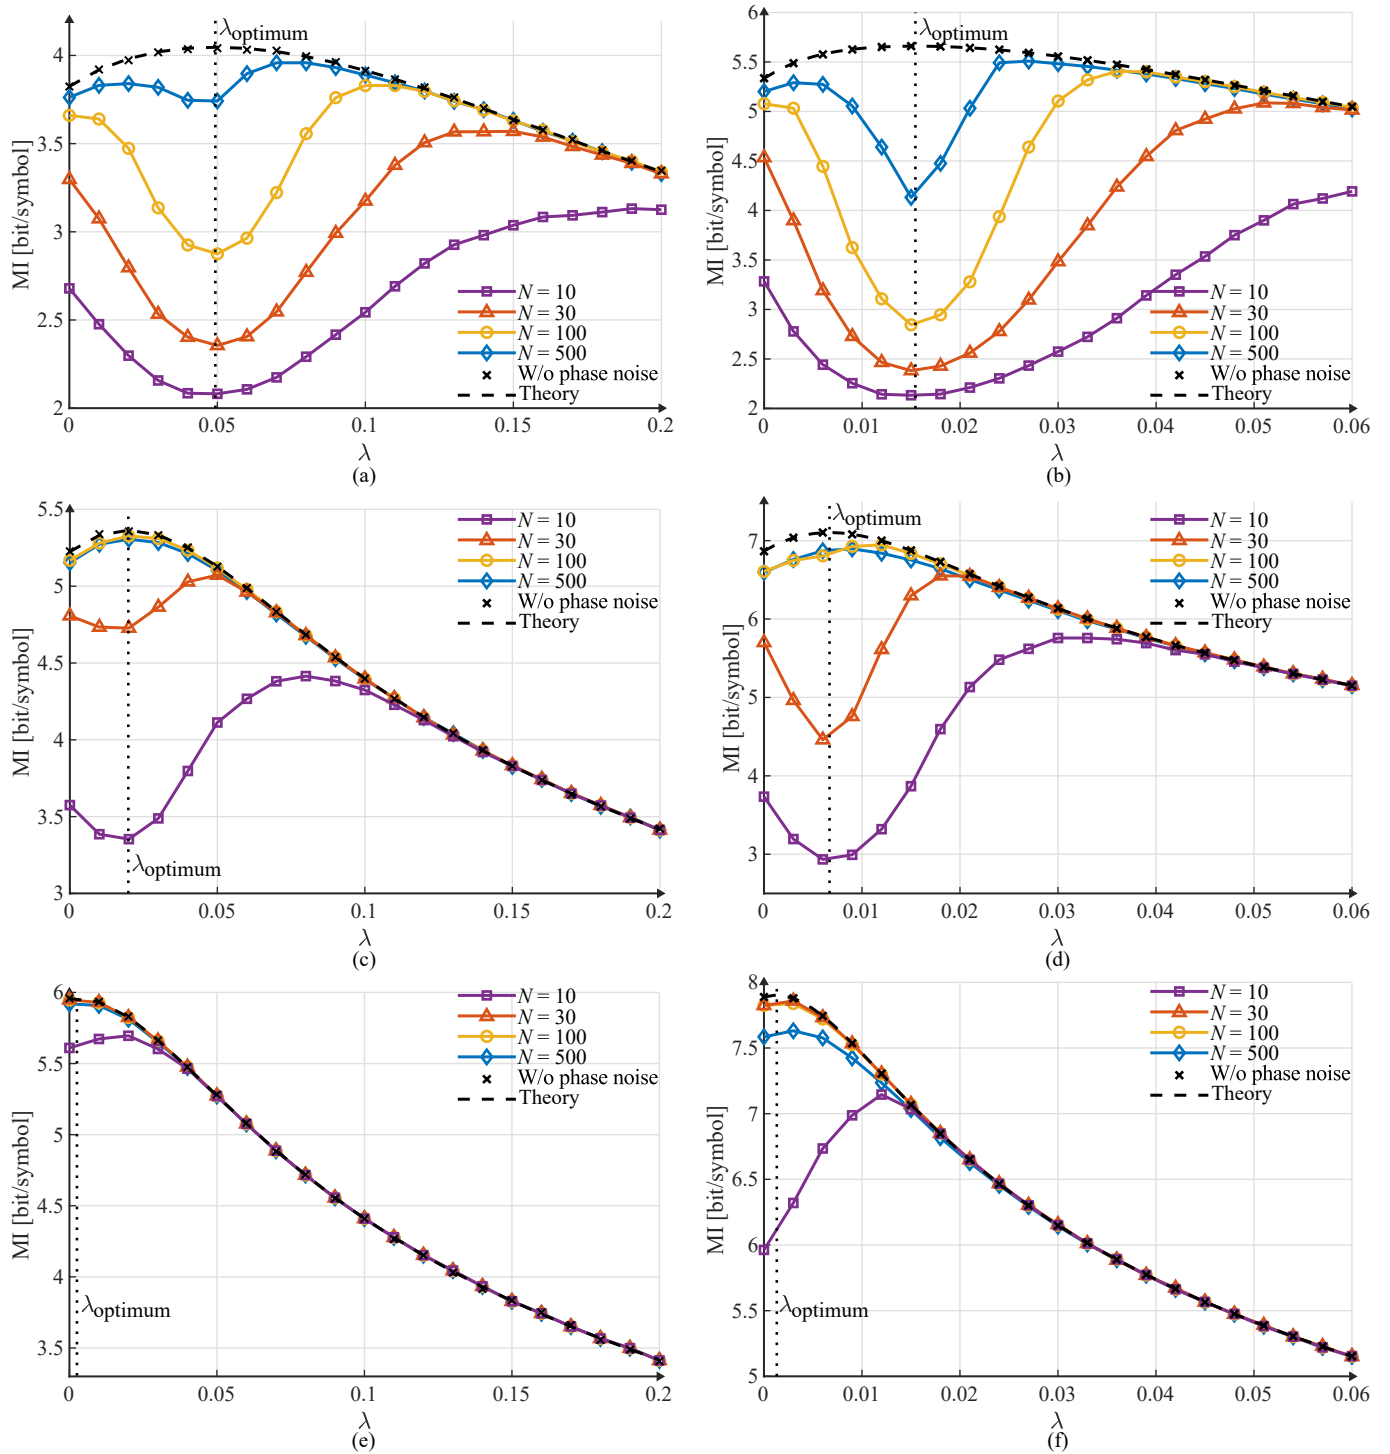 4
3.5
3
2.5
2
MI [bit/symbol]
0 0.05 0.1 0.15 0.2
λ
(a)
λoptimum
N = 10
N = 30
N = 100
N = 500
W/o phase noise
Theory
6
5.5
5
4.5
4
3.5
3
2.5
2
MI [bit/symbol]
0 0.01 0.02 0.03 0.04 0.05 0.06
λ
(b)
λoptimum
N = 10
N = 30
N = 100
N = 500
W/o phase noise
Theory
5.5
5
4.5
4
3.5
3
MI [bit/symbol]
0 0.05 0.1 0.15 0.2
λ
(c)
λoptimum
N = 10
N = 30
N = 100
N = 500
W/o phase noise
Theory
7
6
5
4
3
MI [bit/symbol]
0 0.01 0.02 0.03 0.04 0.05 0.06
λ
(d)
λoptimum
N = 10
N = 30
N = 100
N = 500
W/o phase noise
Theory
6
5.5
5
4.5
4
3.5
MI [bit/symbol]
0 0.05 0.1 0.15 0.2
λ
(e)
λoptimum
N = 10
N = 30
N = 100
N = 500
W/o phase noise
Theory
8
7.5
7
6.5
6
5.5
5
MI [bit/symbol]
0 0.01 0.02 0.03 0.04 0.05 0.06
λ
(f)
λoptimum
N = 10
N = 30
N = 100
N = 500
W/o phase noise
Theory